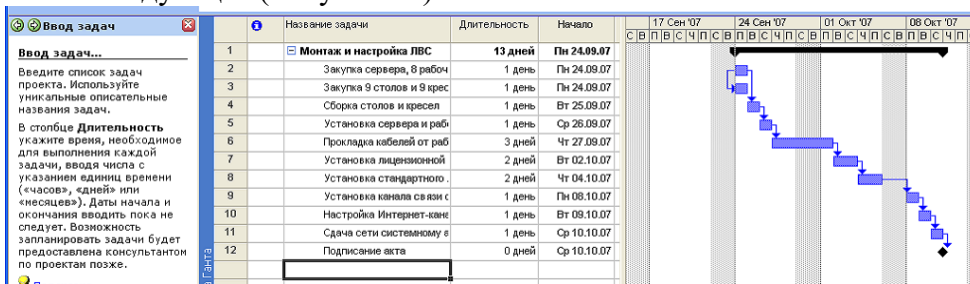 Ввод задач
Ввод задач...
Введите список задач
проекта. Используйте
уникальные описательные
названия задач.
В столбце Длительность
укажите время, необходимое
для выполнения каждой
задачи, вводя числа с
указанием единиц времени
(«часов», «дней» или
«месяцев»). Даты начала и
окончания вводить пока не
следует. Возможность
запланировать задачи будет
предоставлена консультантом
по проектам позже.
Название задачи Длительность Начало
1 Монтаж и настройка ЛВС 13 дней Пн 24.09.07
2 Закупка сервера, 8 рабоч 1 день Пн 24.09.07
3 Закупка 9 столов и 9 крес 1 день Пн 24.09.07
4 Сборка столов и кресел 1 день Вт 25.09.07
5 Установка сервера и раб 1 день Ср 26.09.07
6 Прокладка кабелей от раб 3 дней Чт 27.09.07
7 Установка лицензионной 2 дней Вт 02.10.07
8 Установка стандартного 2 дней Чт 04.10.07
9 Установка канала связи с 1 день Пн 08.10.07
10 Настройка Интернет-кана 1 день Вт 09.10.07
11 Сдача сети системному а 1 день Ср 10.10.07
12 Подписание акта 0 дней Ср 10.10.07
Ганта
17 Сен '07 24 Сен '07 01 Окт '07 08 Окт '07
С В П В С Ч П С В П В С Ч П С В П В С Ч П С В П В С Ч П